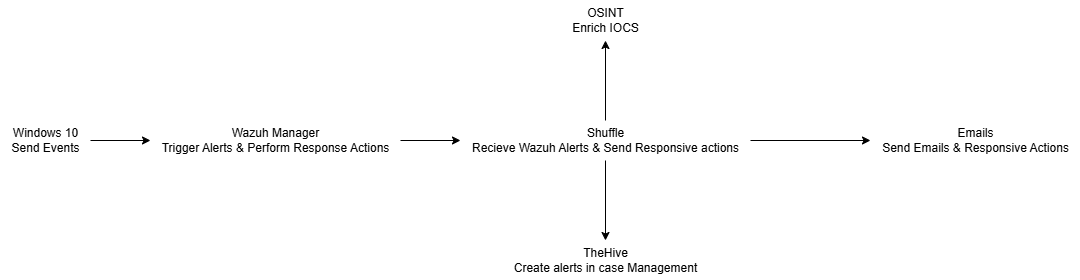 OSINT
Enrich IOCS
Windows 10
Send Events
Wazuh Manager
Trigger Alerts & Perform Response Actions
Shuffle
Recieve Wazuh Alerts & Send Responsive actions
Emails
Send Emails & Responsive Actions
TheHive
Create alerts in case Management